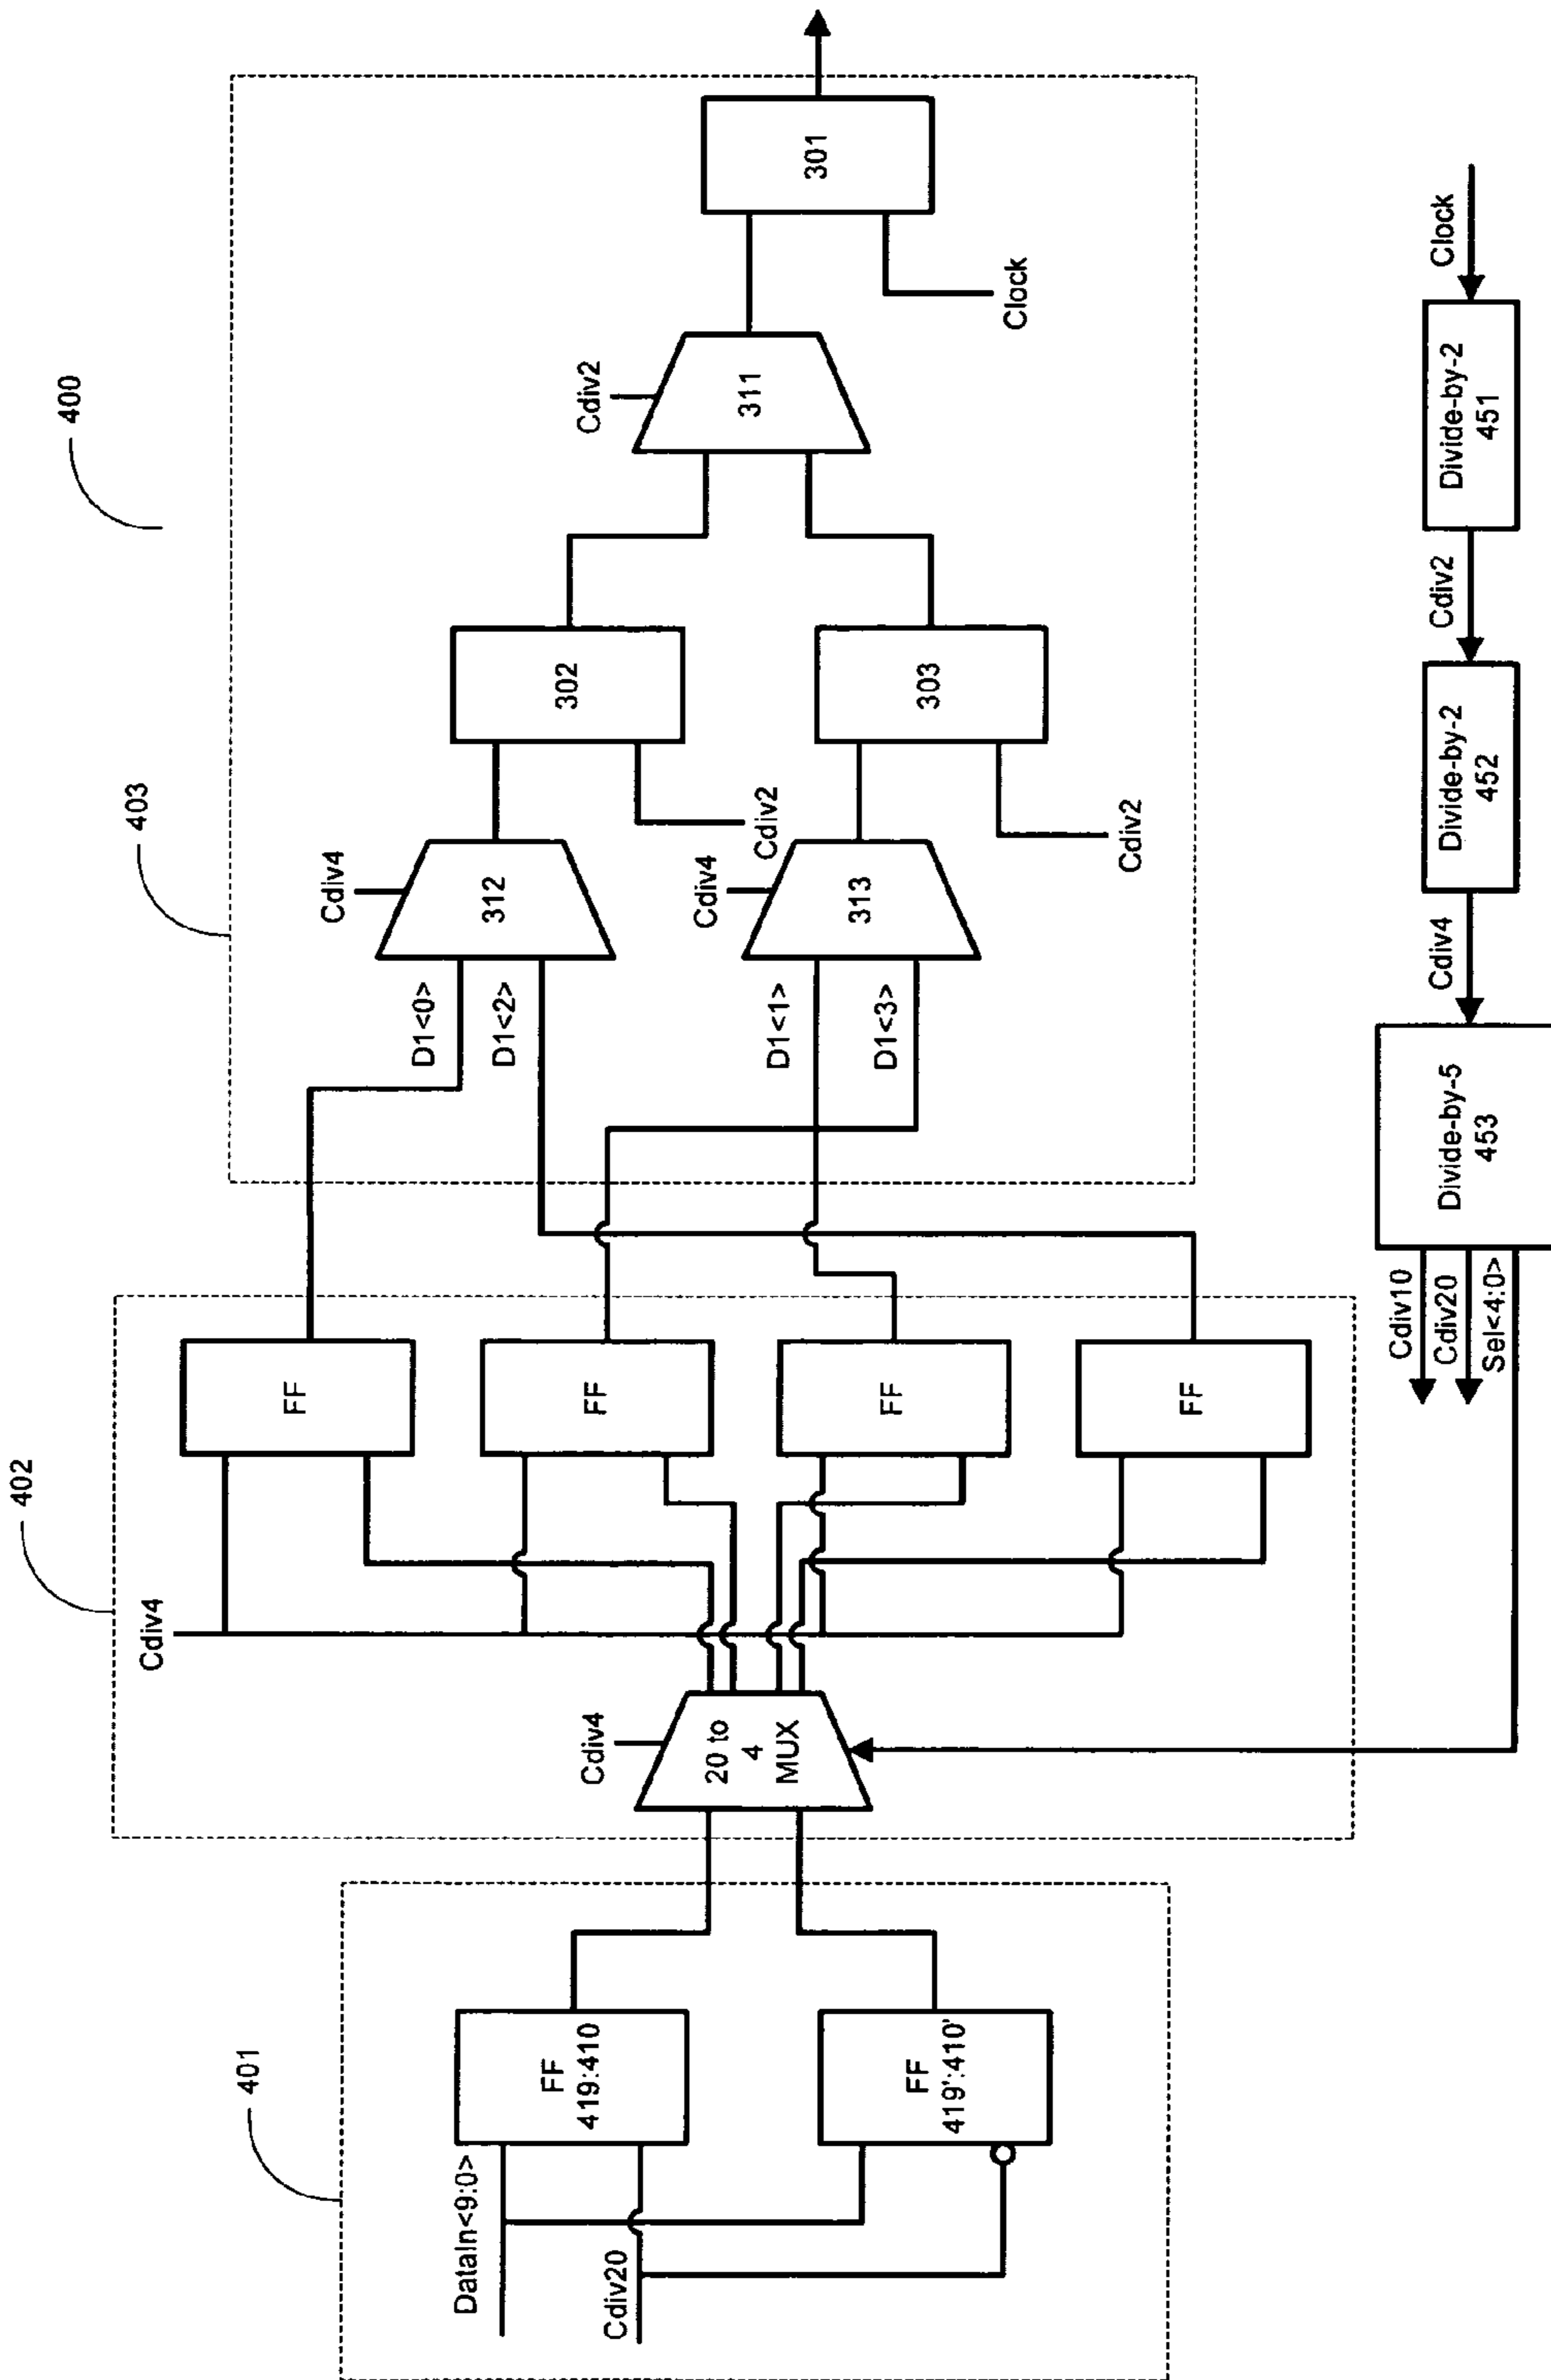 400
401
DataIn<9:0>
Cdiv20
FF
419:410
FF
419':410'
402
Cdiv4
Cdiv4
20 to
4
MUX
FF
FF
FF
FF
403
D1<0>
D1<2>
D1<1>
D1<3>
Cdiv4
312
Cdiv4
313
Cdiv2
302
Cdiv2
303
Cdiv2
311
Clock
301
Cdiv10
Cdiv20
Sel<4:0>
Divide-by-5
453
Cdiv4
Divide-by-2
452
Cdiv2
Divide-by-2
451
Clock